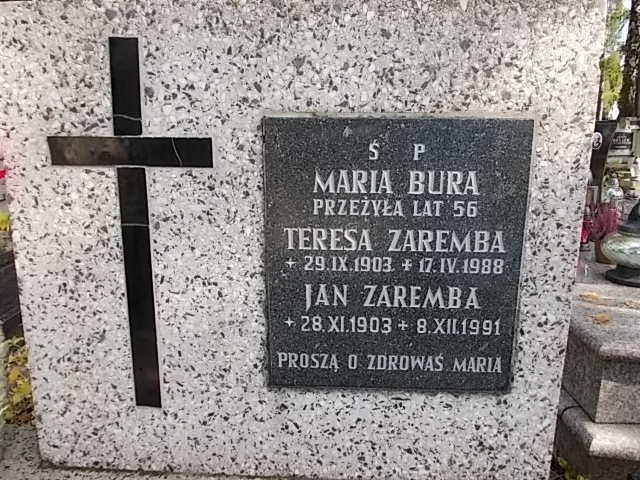 Ś P
MARIA BURA
PRZEŻYŁA LAT 56
TERESA ZAREMBA
+ 29.IX.1903 + 17.IV.1988
JAN ZAREMBA
+ 28.XI.1903 + 8.XII.1991
PROSZĄ O ZDROWAŚ MARIA